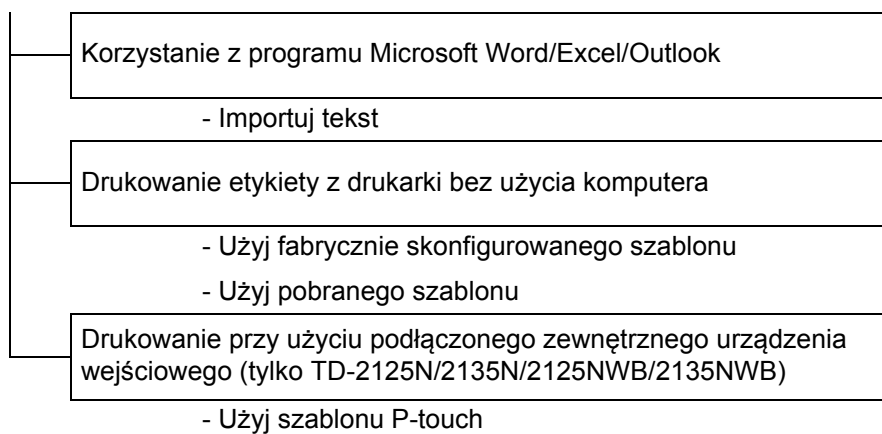 Korzystanie z programu Microsoft Word/Excel/Outlook
- Importuj tekst
Drukowanie etykiety z drukarki bez użycia komputera
- Użyj fabrycznie skonfigurowanego szablonu
- Użyj pobranego szablonu
Drukowanie przy użyciu podłączonego zewnętrznego urządzenia
wejściowego (tylko TD-2125N/2135N/2125NWB/2135NWB)
- Użyj szablonu P-touch